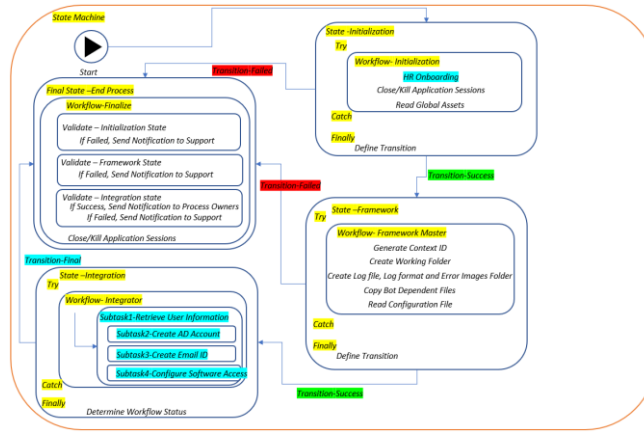 State Machine
Start
State -Initialization
Try
Workflow- Initialization
HR Onboarding
Close/Kill Application Sessions
Read Global Assets
Catch
Finally
Define Transition
Transition-Failed
Final State –End Process
Workflow-Finalize
Validate – Initialization State
If Failed, Send Notification to Support
Validate – Framework State
If Failed, Send Notification to Support
Validate – Integration state
If Success, Send Notification to Process Owners
If Failed, Send Notification to Support
Close/Kill Application Sessions
Transition-Success
Transition-Failed
State –Framework
Try
Workflow- Framework Master
Generate Context ID
Create Working Folder
Create Log file, Log format and Error Images Folder
Copy Bot Dependent Files
Read Configuration File
Catch
Finally
Define Transition
Transition-Final
State –Integration
Try
Workflow- Integrator
Subtask1-Retrieve User Information
Subtask2-Create AD Account
Subtask3-Create Email ID
Subtask4-Configure Software Access
Catch
Finally
Determine Workflow Status
Transition-Success